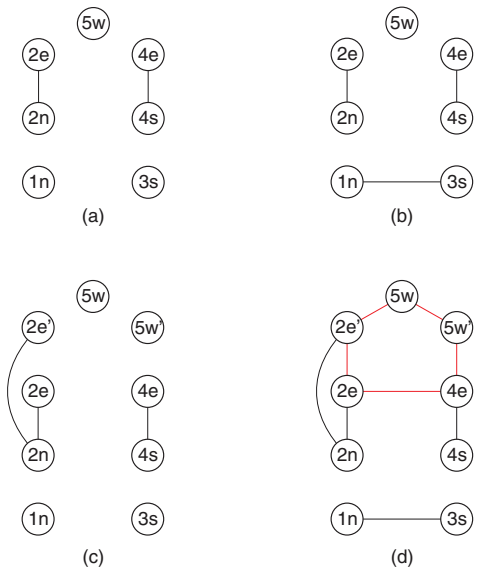 5w 5w
2e 4e 2e 4e
2n 4s 2n 4s
1n 3s 1n 3s
(a) (b)
5w 5w
2e' 5w' 2e' 5w'
2e 4e 2e 4e
2n 4s 2n 4s
1n 3s 1n 3s
(c) (d)